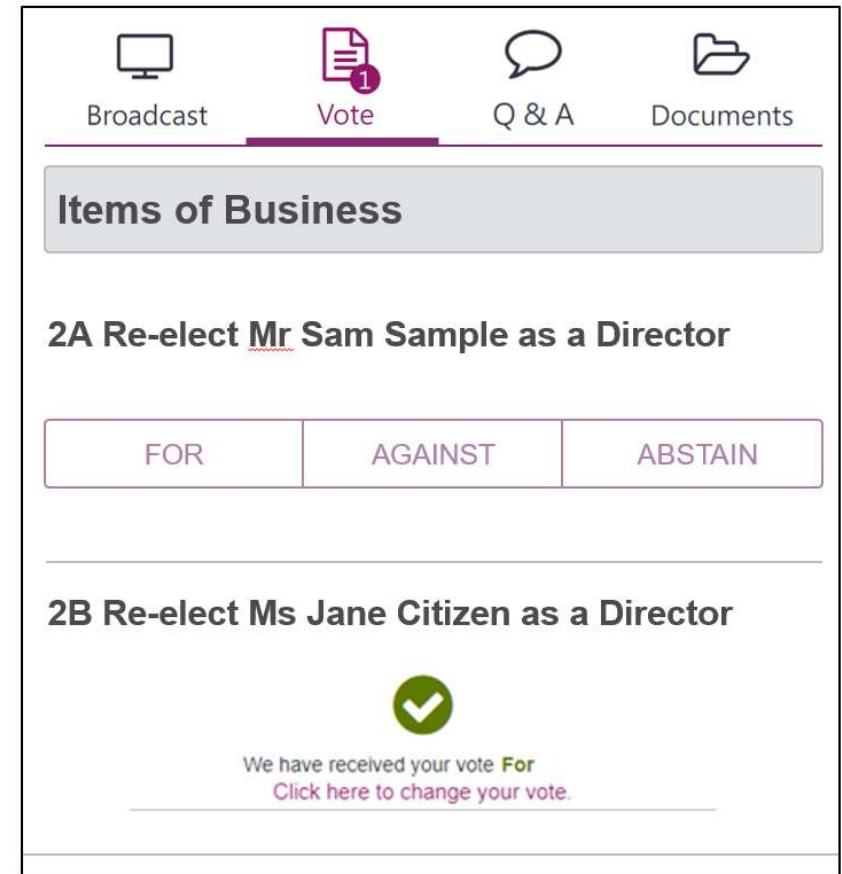 1
Broadcast Vote Q & A Documents
Items of Business
2A Re-elect Mr Sam Sample as a Director
FOR AGAINST ABSTAIN
2B Re-elect Ms Jane Citizen as a Director
We have received your vote For
Click here to change your vote.